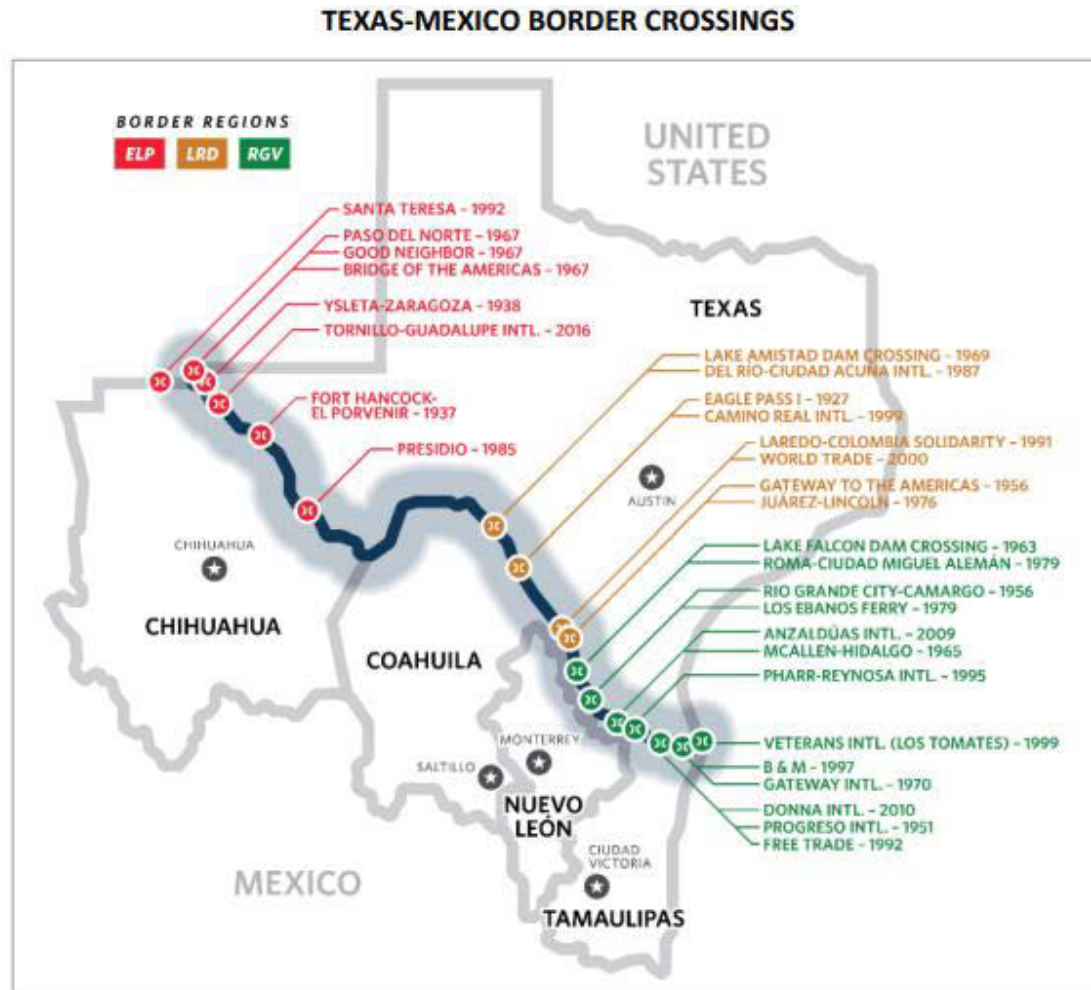 TEXAS-MEXICO BORDER CROSSINGS
BORDER REGIONS
ELP LRD RGV
UNITED
STATES
SANTA TERESA – 1992
PASO DEL NORTE – 1967
GOOD NEIGHBOR – 1967
BRIDGE OF THE AMERICAS – 1967
YSLETA-ZARAGOZA – 1938
TORNILLO-GUADALUPE INTL. – 2016
FORT HANCOCK-
EL PORVENIR – 1937
PRESIDIO – 1985
TEXAS
LAKE AMISTAD DAM CROSSING – 1969
DEL RÍO-CIUDAD ACUÑA INTL. – 1987
EAGLE PASS I – 1927
CAMINO REAL INTL. – 1999
LAREDO-COLOMBIA SOLIDARITY – 1991
WORLD TRADE – 2000
GATEWAY TO THE AMERICAS – 1956
JUÁREZ-LINCOLN – 1976
AUSTIN
LAKE FALCON DAM CROSSING – 1963
ROMA-CIUDAD MIGUEL ALEMÁN – 1979
RIO GRANDE CITY-CAMARGO – 1956
LOS EBANOS FERRY – 1979
ANZALDÚAS INTL. – 2009
MCALLEN-HIDALGO – 1965
PHARR-REYNOSA INTL. – 1995
VETERANS INTL. (LOS TOMATES) – 1999
B & M – 1997
GATEWAY INTL. – 1970
DONNA INTL. – 2010
PROGRESO INTL. – 1951
FREE TRADE – 1992
CHIHUAHUA
CHIHUAHUA
COAHUILA
MONTERREY
SALTILLO
NUEVO
LEÓN
CIUDAD
VICTORIA
MEXICO
TAMAULIPAS